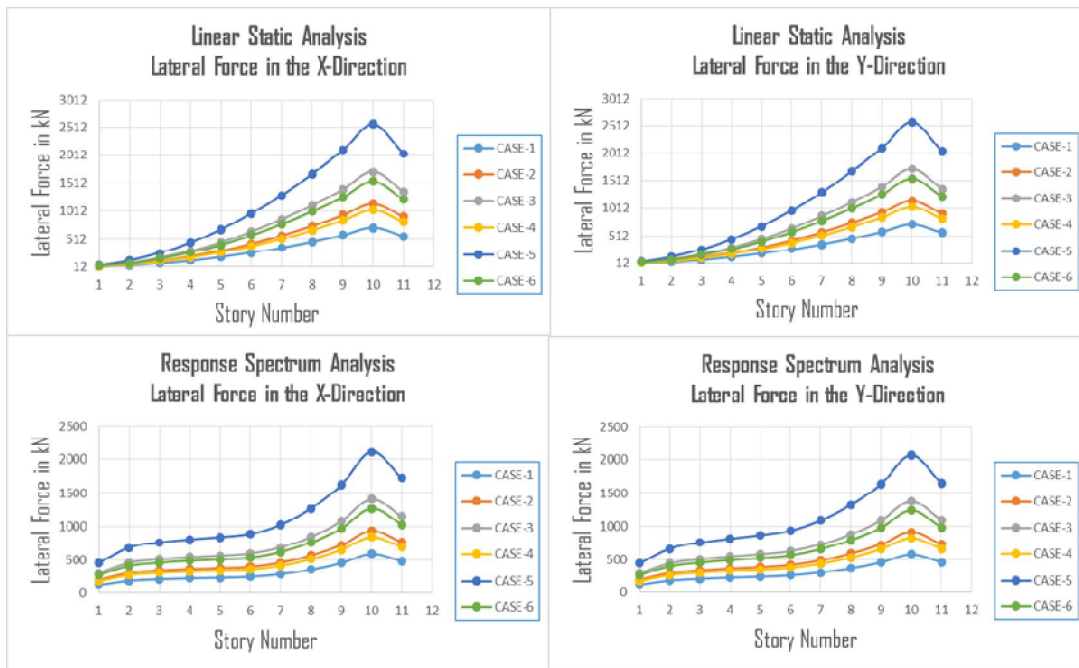 Linear Static Analysis
Lateral Force in the X-Direction
Lateral Force in kN
3012
2512
2012
1512
1012
512
12
1 2 3 4 5 6 7 8 9 10 11 12
Story Number
CASE-1
CASE-2
CASE-3
CASE-4
CASE-5
CASE-6
Linear Static Analysis
Lateral Force in the Y-Direction
Lateral Force in kN
3012
2512
2012
1512
1012
512
12
1 2 3 4 5 6 7 8 9 10 11 12
Story Number
CASE-1
CASE-2
CASE-3
CASE-4
CASE-5
CASE-6
Response Spectrum Analysis
Lateral Force in the X-Direction
Lateral Force in kN
2500
2000
1500
1000
500
0
1 2 3 4 5 6 7 8 9 10 11 12
Story Number
CASE-1
CASE-2
CASE-3
CASE-4
CASE-5
CASE-6
Response Spectrum Analysis
Lateral Force in the Y-Direction
Lateral Force in kN
2500
2000
1500
1000
500
0
1 2 3 4 5 6 7 8 9 10 11 12
Story Number
CASE-1
CASE-2
CASE-3
CASE-4
CASE-5
CASE-6